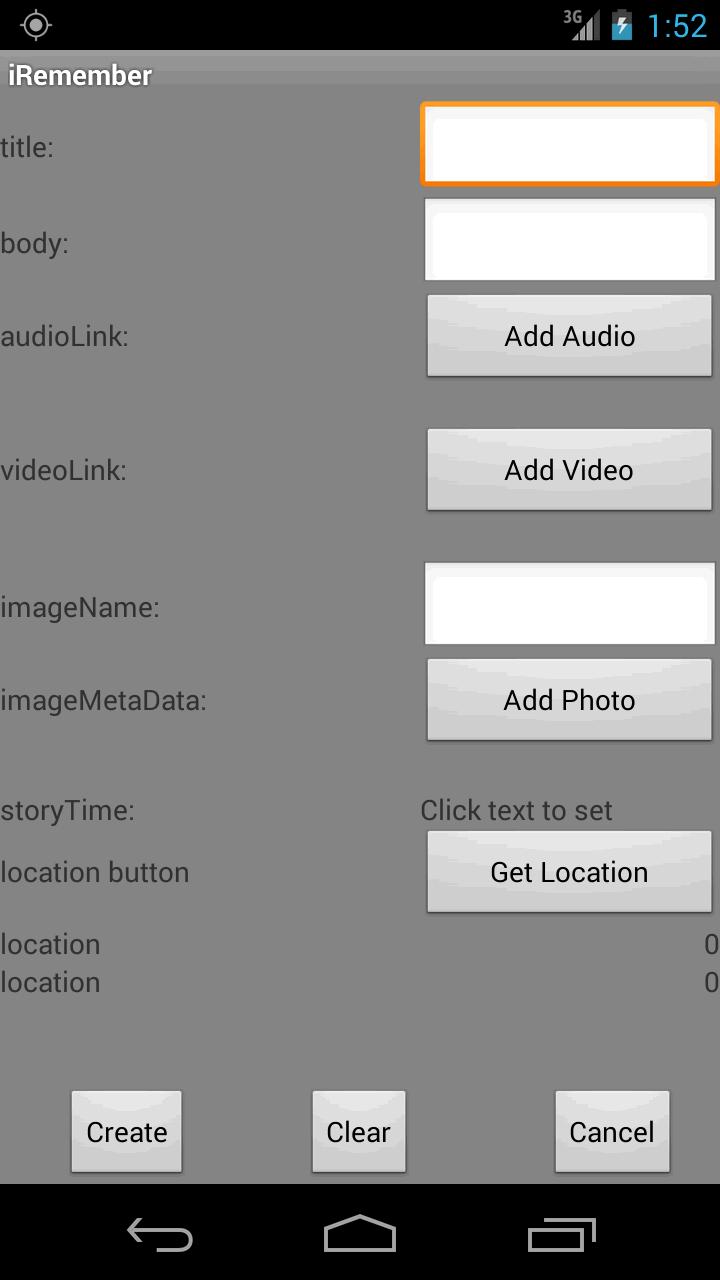 3G 1:52
iRemember
title:
body:
audioLink: Add Audio
videoLink: Add Video
imageName:
imageMetaData: Add Photo
storyTime: Click text to set
location button Get Location
location 0
location 0
Create Clear Cancel